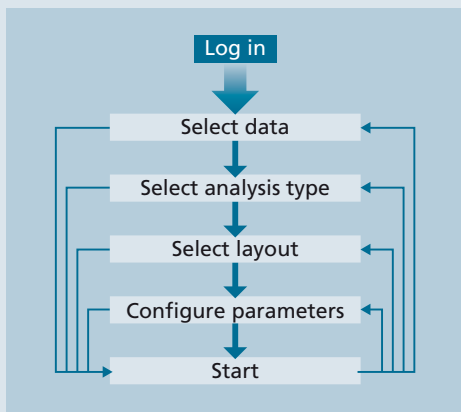 Log in
Select data
Select analysis type
Select layout
Configure parameters
Start